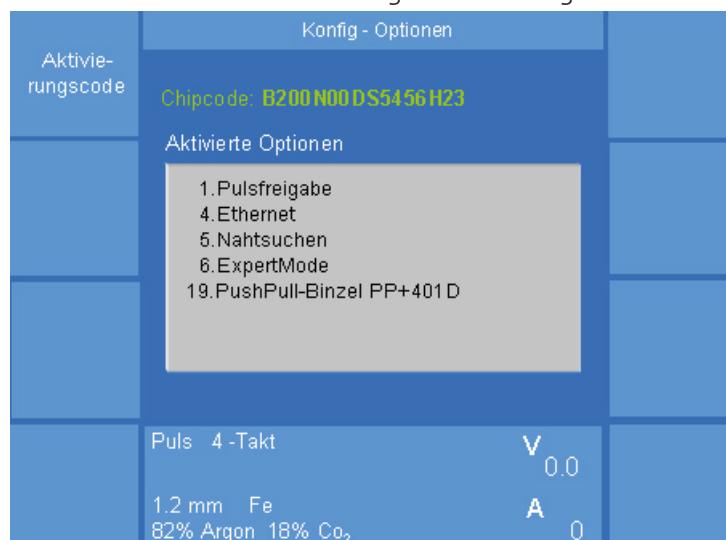 Konfig - Optionen
Aktivie-
rungscode
Chipcode: B200N00DS5456H23
Aktivierte Optionen
1. Pulsfreigabe
4. Ethernet
5. Nahtsuchen
6. ExpertMode
19. PushPull-Binzel PP+401D
Puls 4 -Takt
V
0.0
1.2 mm Fe
A
82% Argon 18% Co₂
0